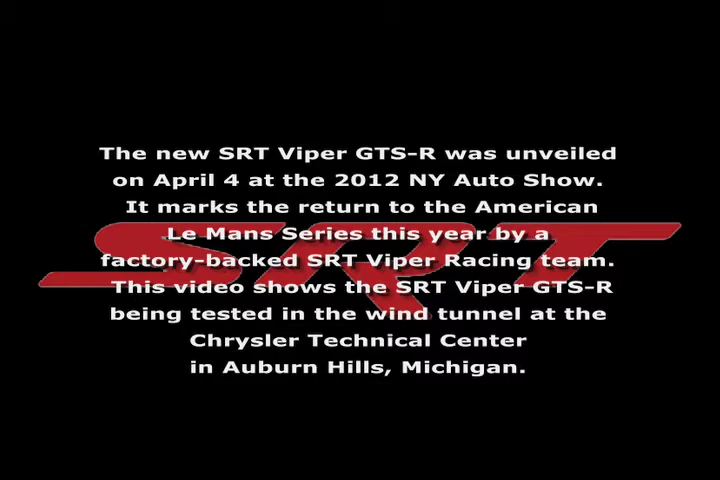 The new SRT Viper GTS-R was unveiled
on April 4 at the 2012 NY Auto Show.
It marks the return to the American
Le Mans Series this year by a
factory-backed SRT Viper Racing team.
This video shows the SRT Viper GTS-R
being tested in the wind tunnel at the
Chrysler Technical Center
in Auburn Hills, Michigan.
SRT